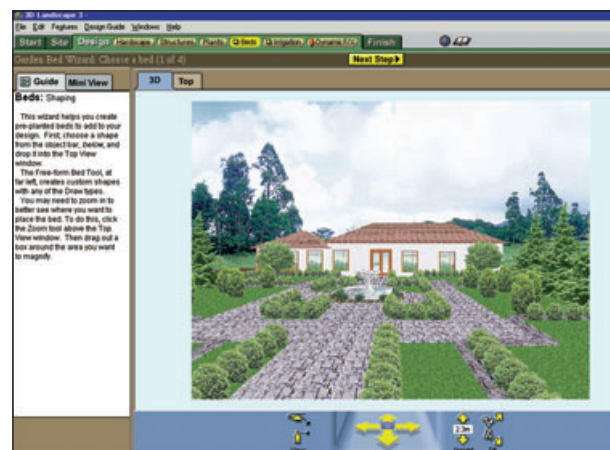 3D Landscape 3 -
File Edit Features Design Guide Windows Help
Start Site Design Hardscape Structures Plants Beds Irrigation Finish
Garden Bed Wizard: Choose a bed (1 of 4) Next Step
Guide Mini View 3D Top
Beds: Shaping
This wizard helps you create
pre-planted beds to add to your
design. First, choose a shape
from the object bar, below, and
drop it into the Top View
window.
The Free-form Bed Tool, at
far left, creates custom shapes
with any of the Draw types.
You may need to zoom in to
better see where you want to
place the bed. To do this, click
the Zoom tool above the Top
View window. Then drag out a
box around the area you want
to magnify.